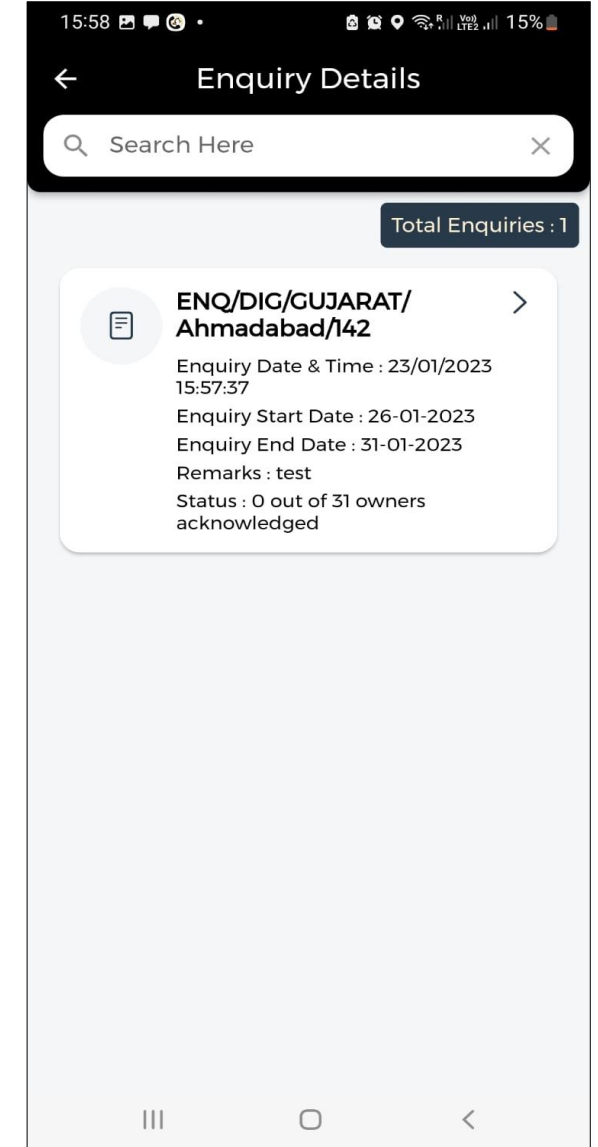 15:58 15%
Enquiry Details
Search Here
Total Enquiries : 1
ENQ/DIG/GUJARAT/
Ahmadabad/142
Enquiry Date & Time : 23/01/2023
15:57:37
Enquiry Start Date : 26-01-2023
Enquiry End Date : 31-01-2023
Remarks : test
Status : 0 out of 31 owners
acknowledged